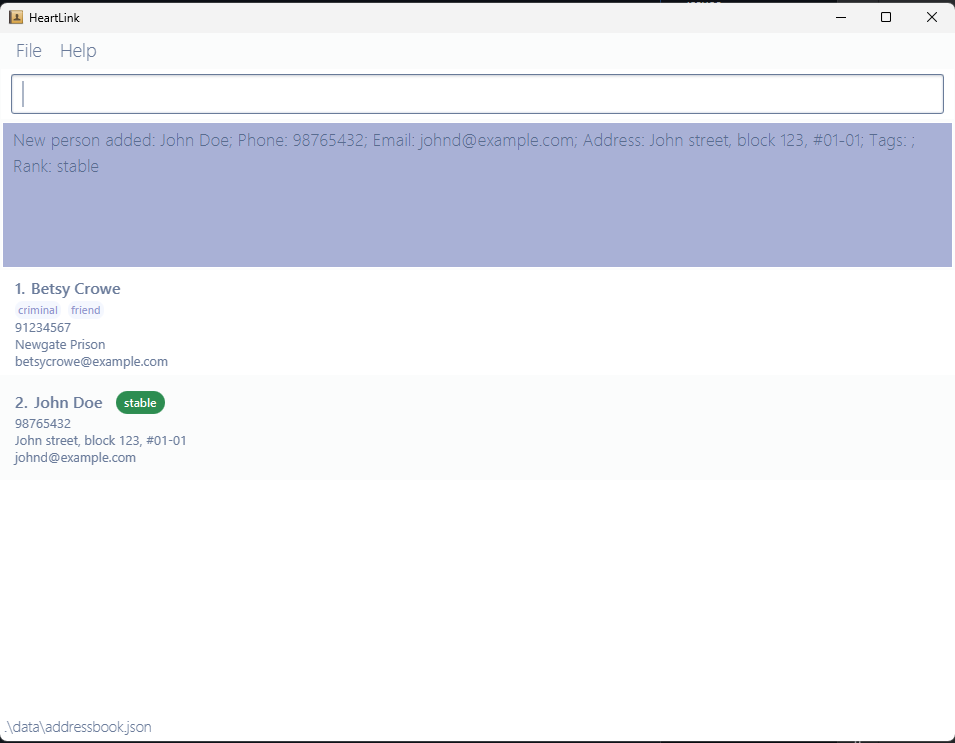 HeartLink
File Help
New person added: John Doe; Phone: 98765432; Email: johnd@example.com; Address: John street, block 123, #01-01; Tags: ;
Rank: stable
1. Betsy Crowe
criminal friend
91234567
Newgate Prison
betsycrowe@example.com
2. John Doe stable
98765432
John street, block 123, #01-01
johnd@example.com
.\data\addressbook.json